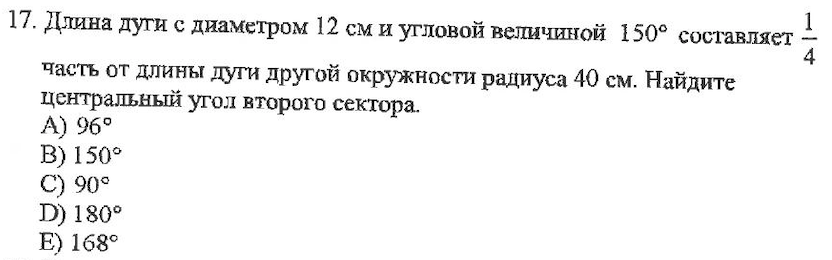 17. Длина дуги с диаметром 12 см и угловой величиной 150° составляет 1/4
часть от длины дуги другой окружности радиуса 40 см. Найдите
центральный угол второго сектора.
A) 96°
B) 150°
C) 90°
D) 180°
E) 168°